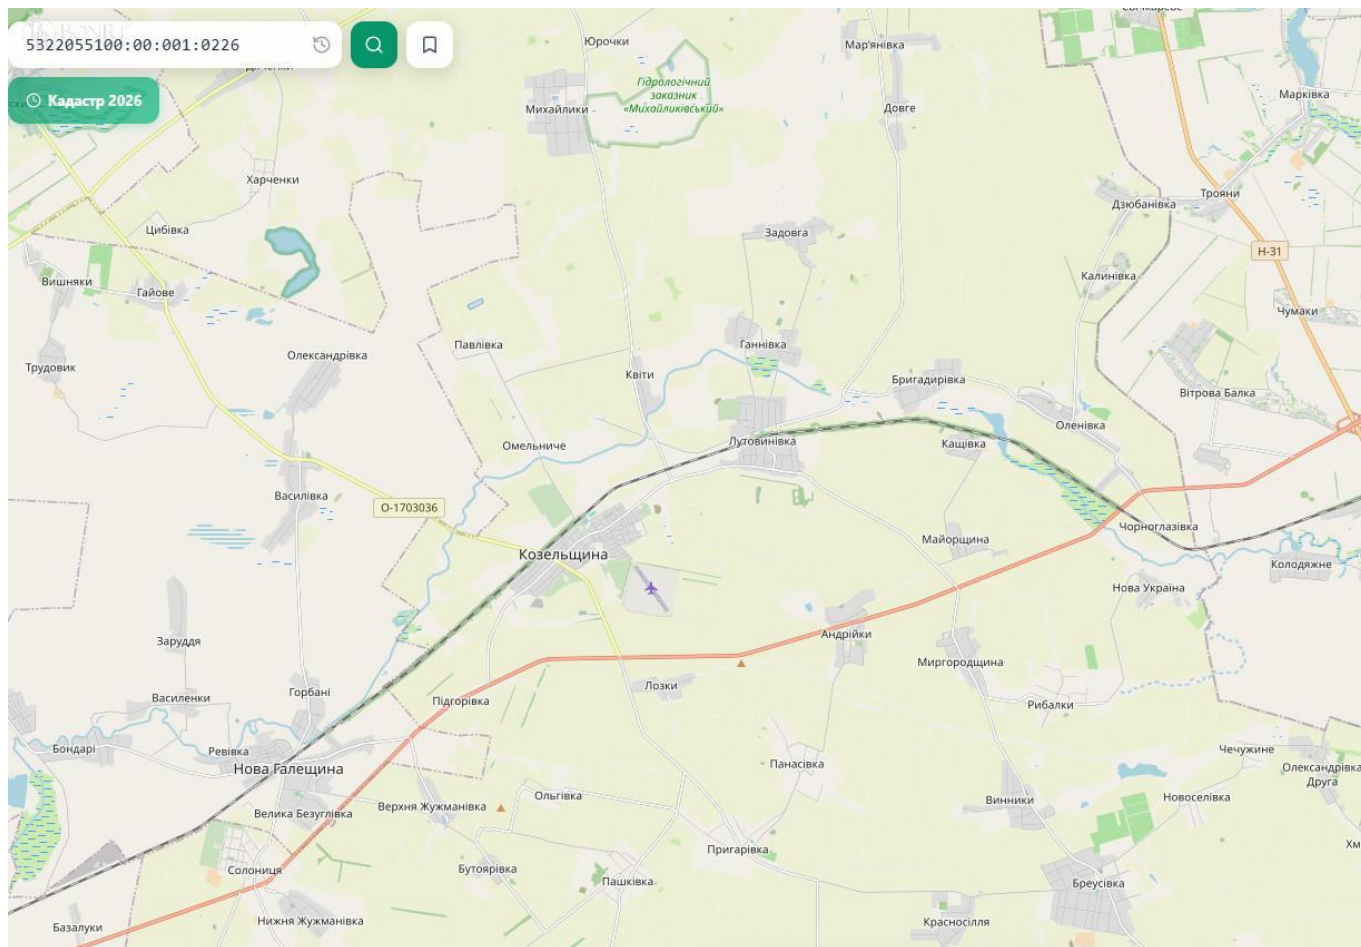 5322055100:00:001:0226
Кадастр 2026
Юрочки
Мар'янівка
Гідрологічний
заказник
«Михайликівський»
Михайлики
Довге
Марківка
Харченки
Трояни
Дзюбанівка
Цибівка
Задовга
Н-31
Вишняки
Гайове
Калинівка
Чумаки
Павлівка
Ганнівка
Олександрівка
Трудовик
Квіти
Бригадирівка
Вітрова Балка
Оленівка
Омельниче
Лутовинівка
Кащівка
Василівка
О-1703036
Чорноглазівка
Козельщина
Майорщина
Колодяжне
Нова Україна
Заруддя
Андрійки
Миргородщина
Лозки
Горбані
Василенки
Підгорівка
Рибалки
Бондарі
Ревівка
Чечужине
Нова Галещина
Панасівка
Олександрівка
Друга
Ольгівка
Винники
Новоселівка
Верхня Жужманівка
Велика Безуглівка
Пригарівка
Солониця
Бутоярівка
Пашківка
Бреусівка
Базалуки
Нижня Жужманівка
Красносілля